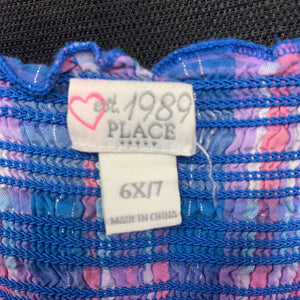 est. 1989
PLACE
6X/7
MADE IN CHINA